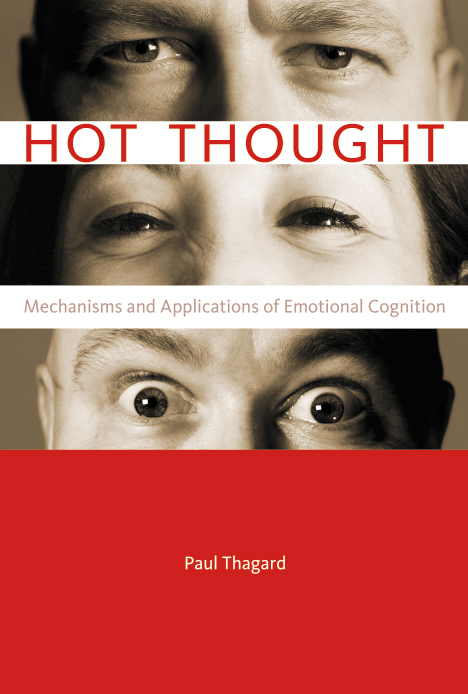 HOT THOUGHT
Mechanisms and Applications of Emotional Cognition
Paul Thagard